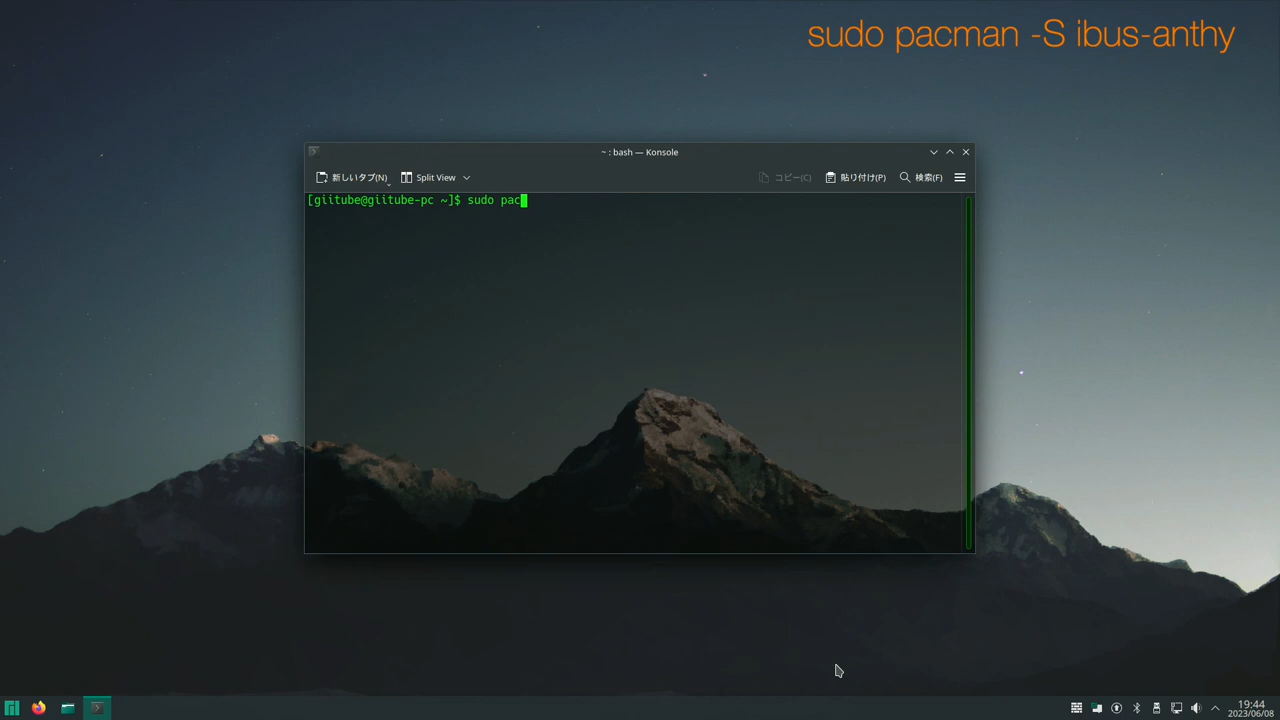 sudo pacman -S ibus-anthy
~ : bash — Konsole
新しいタブ(N) Split View コピー(C) 貼り付け(P) 検索(F)
[giitube@giitube-pc ~]$ sudo pac
19:44
2023/06/08